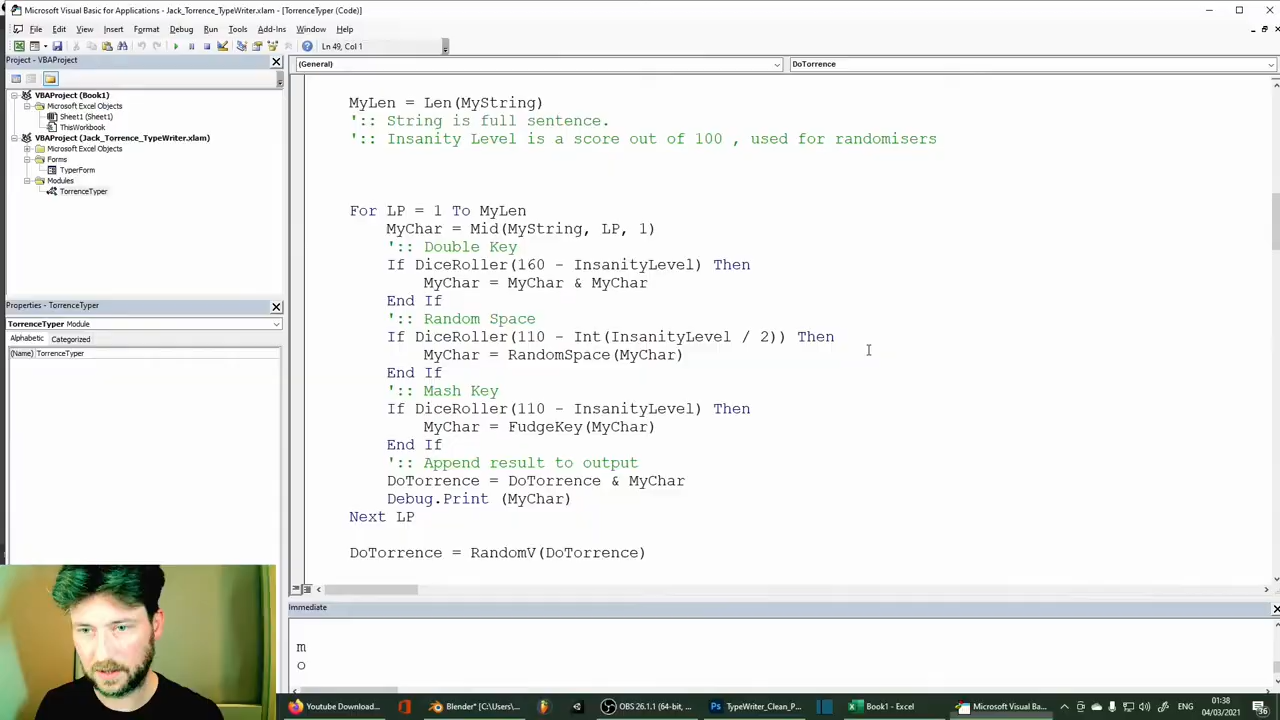 Microsoft Visual Basic for Applications - Jack_Torrence_TypeWriter.xlam - [TorrenceTyper (Code)]
File Edit View Insert Format Debug Run Tools Add-Ins Window Help
Ln 49, Col 1
Project - VBAProject
VBAProject (Book1)
Microsoft Excel Objects
Sheet1 (Sheet1)
ThisWorkbook
VBAProject (Jack_Torrence_TypeWriter.xlam)
Microsoft Excel Objects
Forms
TyperForm
Modules
TorrenceTyper
Properties - TorrenceTyper
TorrenceTyper Module
Alphabetic Categorized
(Name) TorrenceTyper
(General) DoTorrence
MyLen = Len(MyString)
':: String is full sentence.
':: Insanity Level is a score out of 100 , used for randomisers
For LP = 1 To MyLen
MyChar = Mid(MyString, LP, 1)
':: Double Key
If DiceRoller(160 - InsanityLevel) Then
MyChar = MyChar & MyChar
End If
':: Random Space
If DiceRoller(110 - Int(InsanityLevel / 2)) Then
MyChar = RandomSpace(MyChar)
End If
':: Mash Key
If DiceRoller(110 - InsanityLevel) Then
MyChar = FudgeKey(MyChar)
End If
':: Append result to output
DoTorrence = DoTorrence & MyChar
Debug.Print (MyChar)
Next LP
DoTorrence = RandomV(DoTorrence)
Immediate
m
o
Youtube Download... Blender* [C:\Users\... OBS 26.1.1 (64-bit, ... TypeWriter_Clean_P... Book1 - Excel Microsoft Visual Ba... ENG 01:38
04/03/2021
36